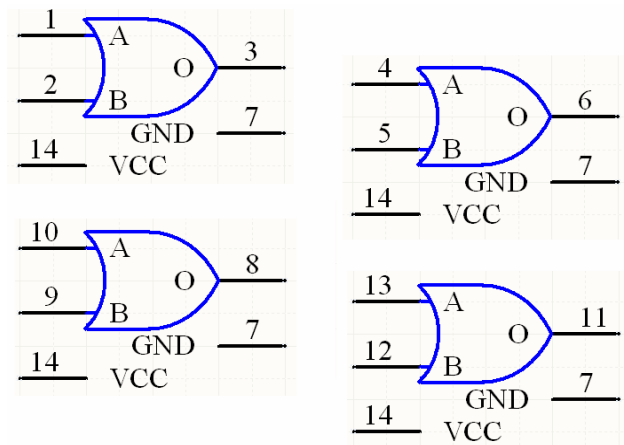 1 A
O 3
2 B
7
GND
14 VCC
4 A
O 6
5 B
7
GND
14 VCC
10 A
O 8
9 B
7
GND
14 VCC
13 A
O 11
12 B
7
GND
14 VCC